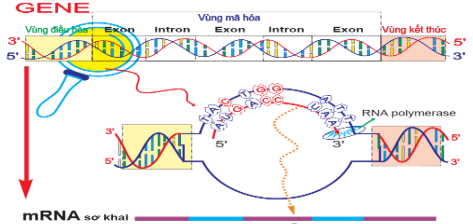 GENE
Vùng mã hóa
Vùng điều hòa
Vùng kết thúc
Exon Intron Exon Intron Exon
3' 3'
5' 5'
RNA polymerase
5' 3'
3' 3'
5' 5'
mRNA sơ khai